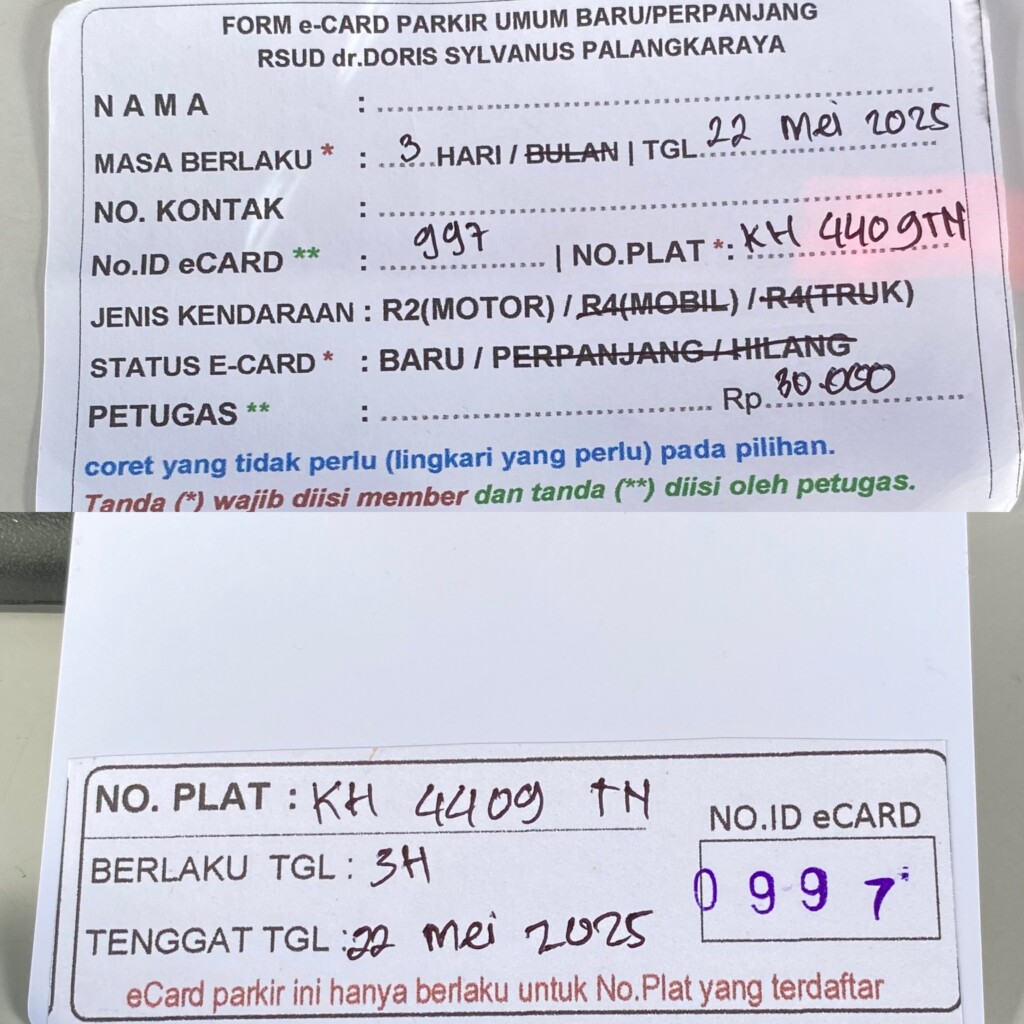 FORM e-CARD PARKIR UMUM BARU/PERPANJANG
RSUD dr.DORIS SYLVANUS PALANGKARAYA
N A M A : ........................................
MASA BERLAKU * : ..3...HARI / BULAN | TGL.22 Mei 2025
NO. KONTAK : ........................................
No.ID eCARD ** : 997 | NO.PLAT *: KH 4409TN
JENIS KENDARAAN : R2(MOTOR) / R4(MOBIL) / R4(TRUK)
STATUS E-CARD * : BARU / PERPANJANG / HILANG
PETUGAS ** : ........................................ Rp.30.000
coret yang tidak perlu (lingkari yang perlu) pada pilihan.
Tanda (*) wajib diisi member dan tanda (**) diisi oleh petugas.
NO. PLAT : KH 4409 TN
NO.ID eCARD
BERLAKU TGL : 3H
0 9 9 7
TENGGAT TGL :22 Mei 2025
eCard parkir ini hanya berlaku untuk No.Plat yang terdaftar